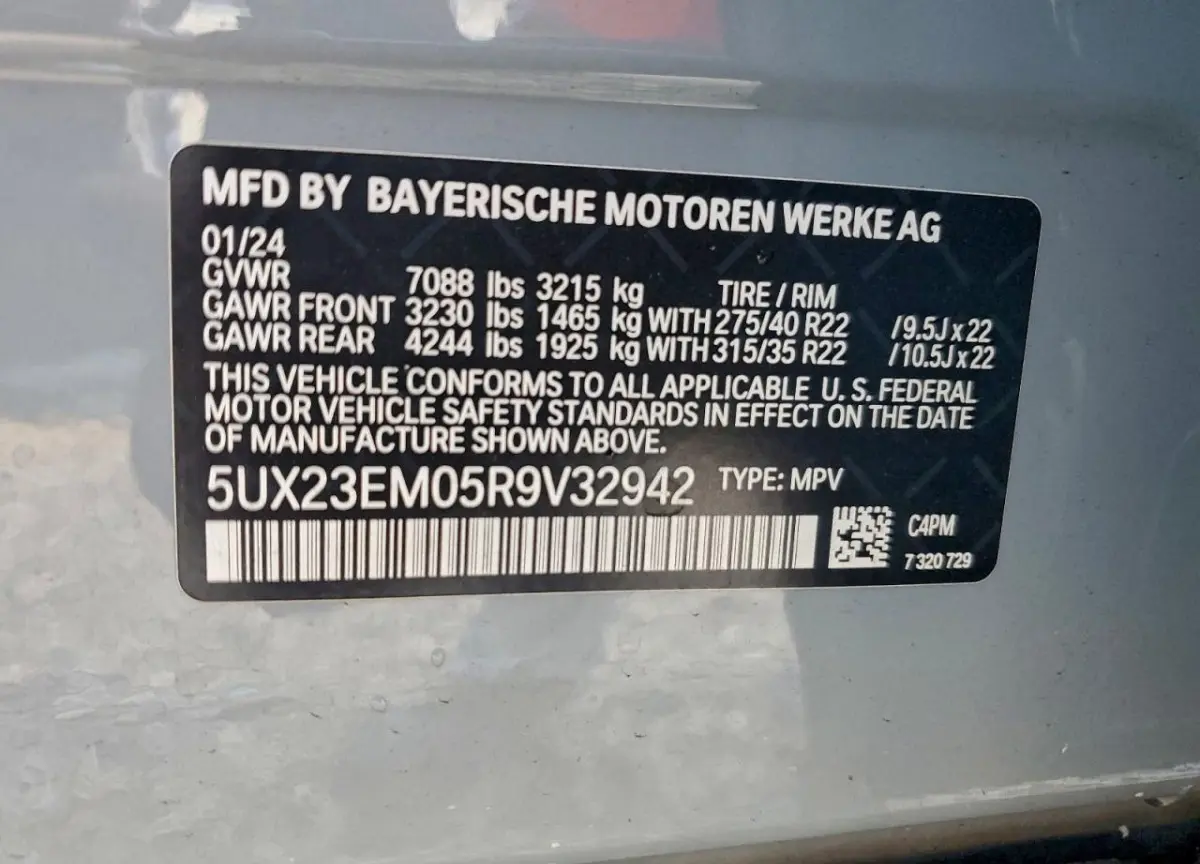 MFD BY BAYERISCHE MOTOREN WERKE AG
01/24
GVWR 7088 lbs 3215 kg TIRE / RIM
GAWR FRONT 3230 lbs 1465 kg WITH 275/40 R22 /9.5J x 22
GAWR REAR 4244 lbs 1925 kg WITH 315/35 R22 /10.5J x 22
THIS VEHICLE CONFORMS TO ALL APPLICABLE U. S. FEDERAL
MOTOR VEHICLE SAFETY STANDARDS IN EFFECT ON THE DATE
OF MANUFACTURE SHOWN ABOVE.
5UX23EM05R9V32942 TYPE: MPV
C4PM
7 320 729